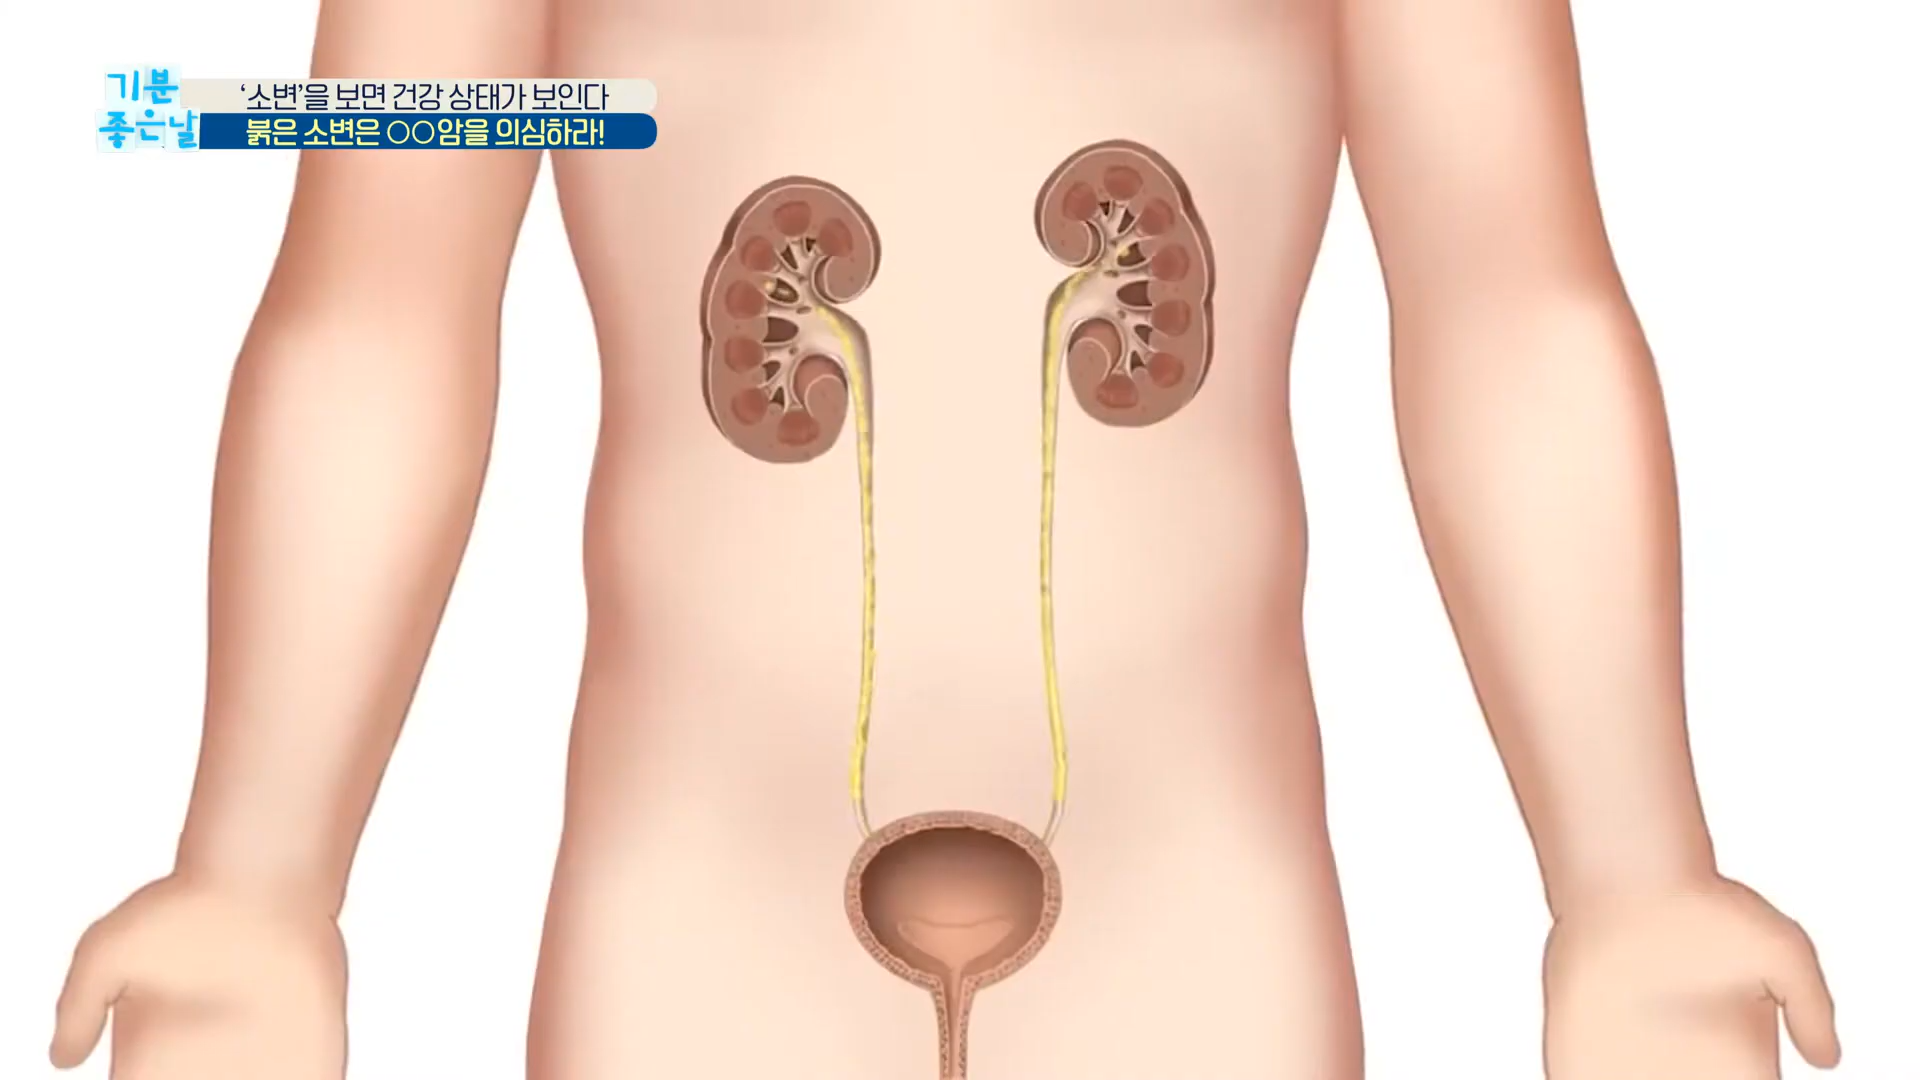 기분
좋은날
‘소변’을 보면 건강 상태가 보인다
붉은 소변은 ○○암을 의심하라!